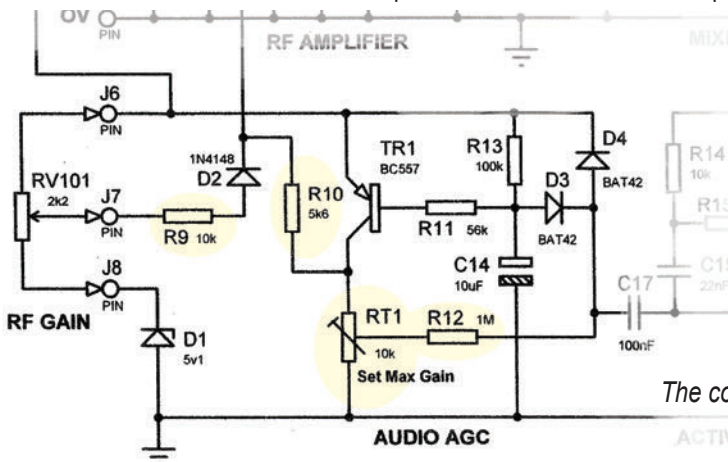 0V
PIN
RF AMPLIFIER
J6
PIN
RV101
2k2
J7
PIN
J8
PIN
RF GAIN
D1
5v1
1N4148
D2
R9 10k
R10
5k6
TR1
BC557
R11 56k
R13
100k
D3
BAT42
D4
BAT42
C14
10uF
RT1
10k
Set Max Gain
R12 1M
C17
100nF
R14
10k
22nF
AUDIO AGC
The co